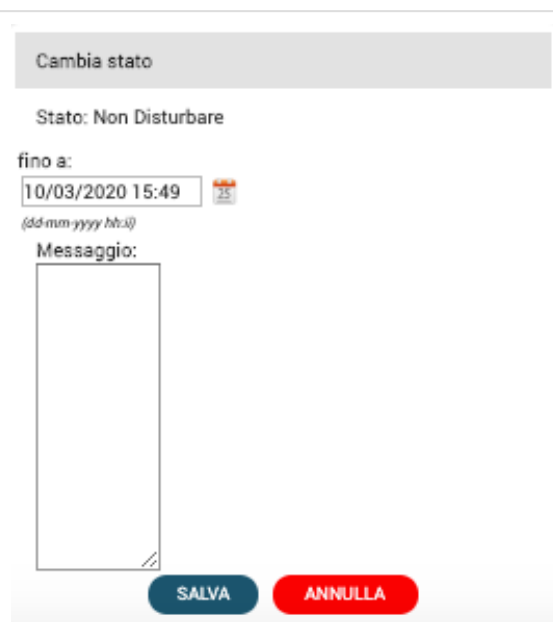 Cambia stato
Stato: Non Disturbare
fino a:
10/03/2020 15:49
25
(dd-mm-yyyy hh:ii)
Messaggio:
SALVA ANNULLA